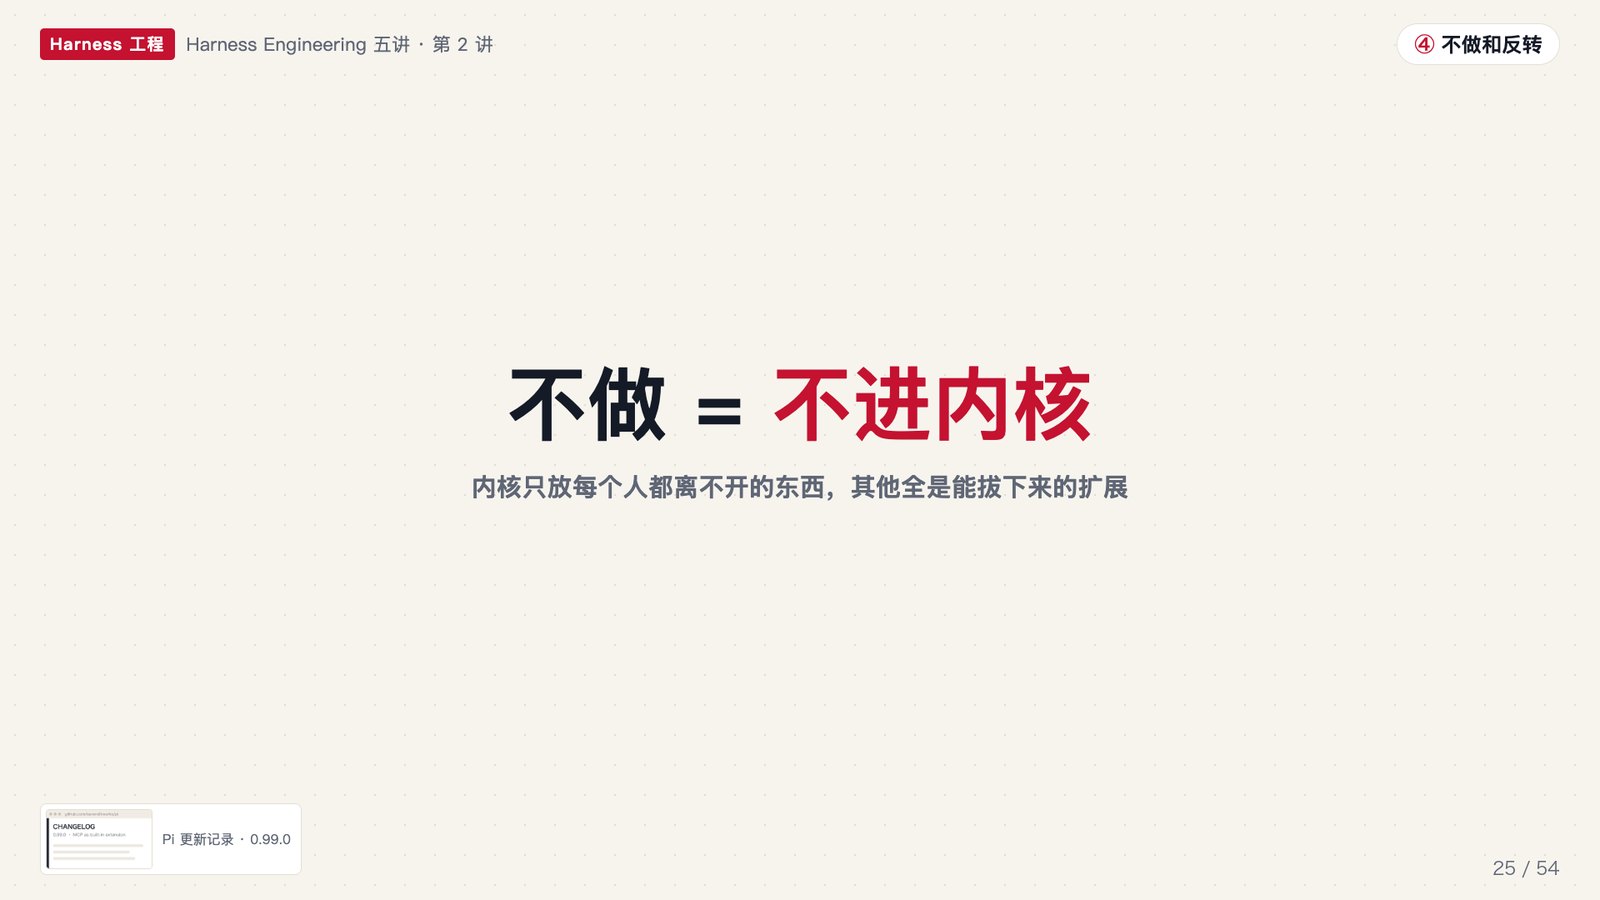 Harness 工程 Harness Engineering 五讲 · 第 2 讲
④ 不做和反转
不做 = 不进内核
内核只放每个人都离不开的东西，其他全是能拔下来的扩展
CHANGELOG
Pi 更新记录 · 0.99.0
25 / 54